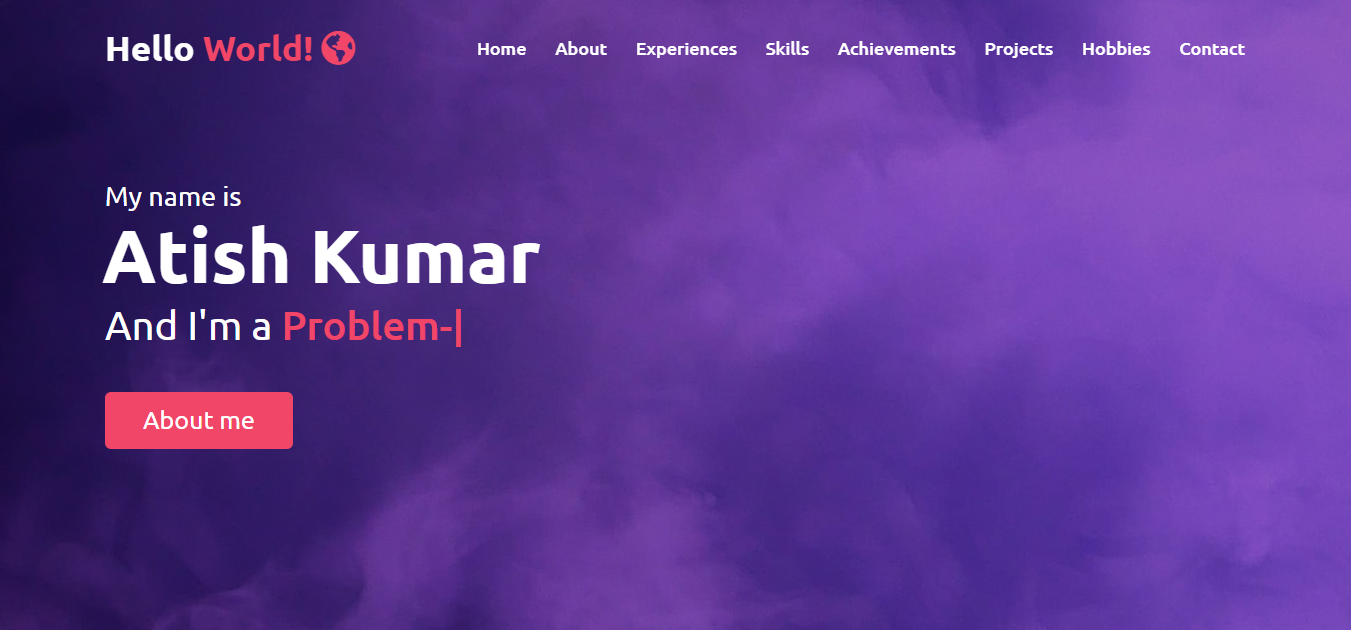 Hello World!
Home About Experiences Skills Achievements Projects Hobbies Contact
My name is
Atish Kumar
And I'm a Problem-|
About me